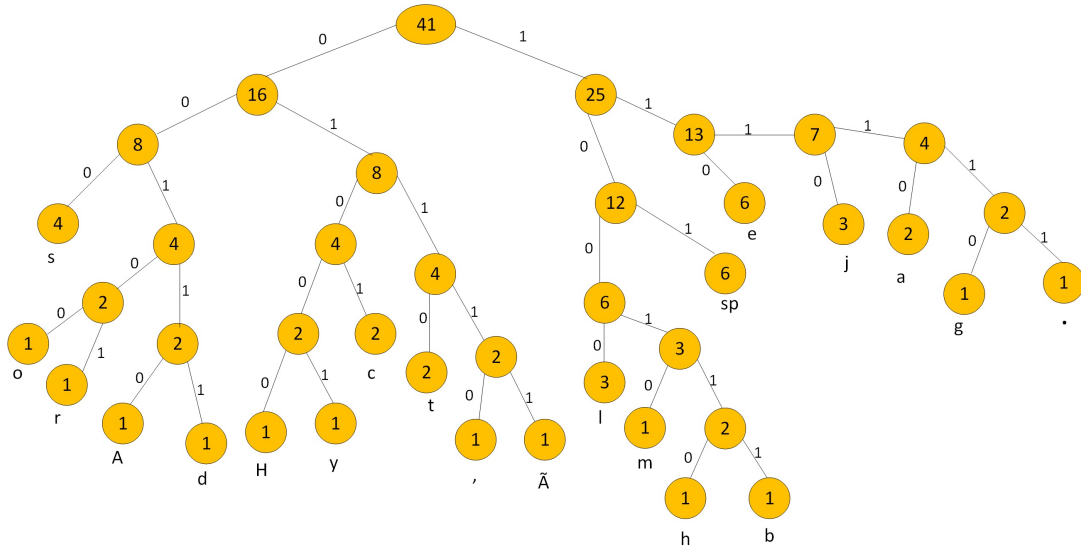 41
0 1
16 25
0 1 0 1
8 8 12 13
1 7 1 4
0 1 0 1 0 1 0 0 0 1
4 s
4 4 4 6 sp 6 e 3 j 2 a 2
0 1 0 1 0 1 0 1 0 1
2 2 2 2 c 2 t 2 6 3 1 g 1 .
0 1 0 1 0 1 0 1 0 1
1 o 1 r 1 A 1 d 1 H 1 y 1 , 1 Ã 3 l 1 m 2
0 1
1 h 1 b